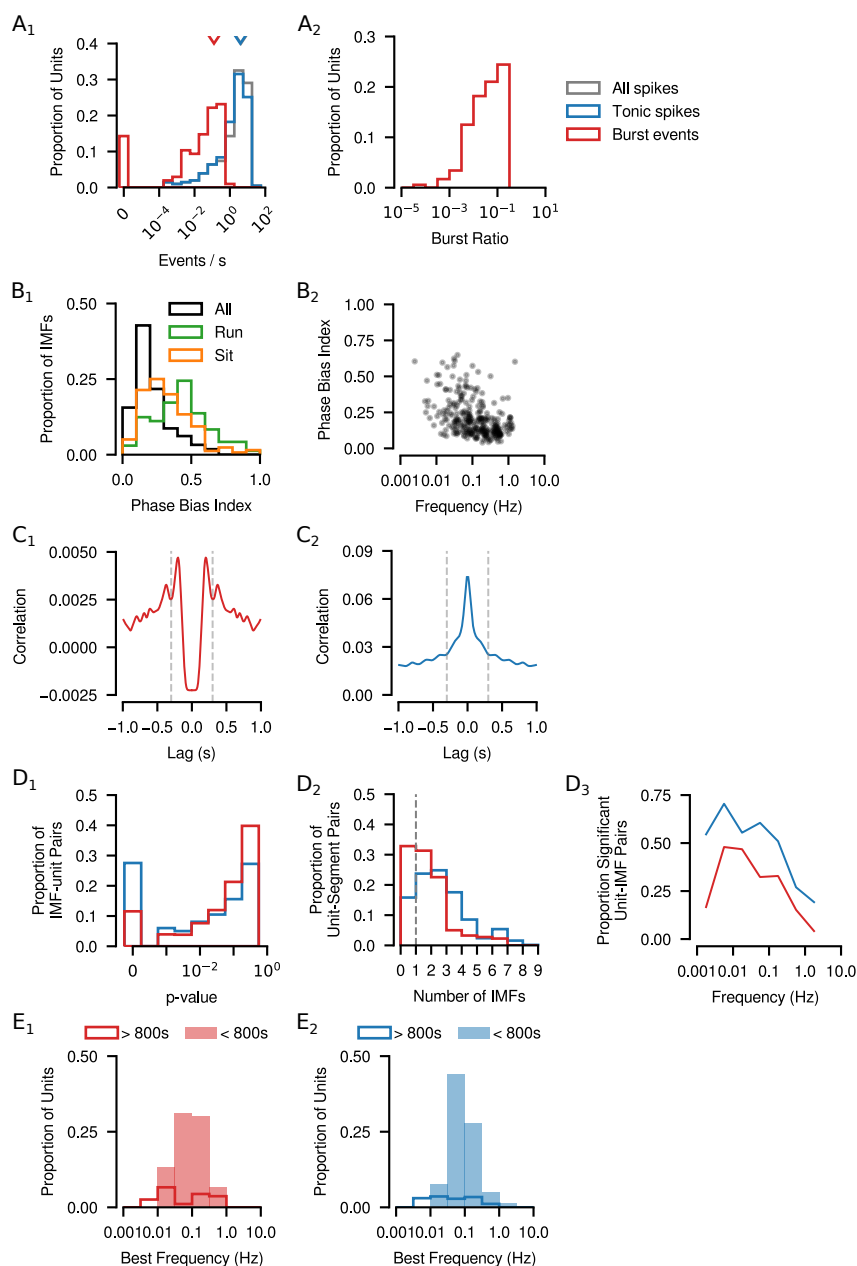 A1
A2
0.4
0.3
0.2
0.1
0.0
Proportion of Units
0
10−4
10−2
100
102
Events / s
0.3
0.2
0.1
0.0
Proportion of Units
10−5
10−3
10−1
101
Burst Ratio
All spikes
Tonic spikes
Burst events
B1
B2
0.50
0.25
0.00
Proportion of IMFs
All
Run
Sit
0.0
0.5
1.0
Phase Bias Index
1.00
0.75
0.50
0.25
0.00
Phase Bias Index
0.001
0.01
0.1
1.0
10.0
Frequency (Hz)
C1
C2
0.0050
0.0025
0.0000
−0.0025
Correlation
−1.0
−0.5
0.0
0.5
1.0
Lag (s)
0.09
0.06
0.03
0.00
Correlation
−1.0
−0.5
0.0
0.5
1.0
Lag (s)
D1
D2
D3
0.5
0.4
0.3
0.2
0.1
0.0
Proportion of
IMF-unit Pairs
0
10−2
100
p-value
0.5
0.4
0.3
0.2
0.1
0.0
Proportion of
Unit-Segment Pairs
0 1 2 3 4 5 6 7 8 9
Number of IMFs
0.75
0.50
0.25
0.00
Proportion Significant
Unit-IMF Pairs
0.001
0.01
0.1
1.0
10.0
Frequency (Hz)
E1
E2
> 800s
< 800s
0.50
0.25
0.00
Proportion of Units
0.001
0.01
0.1
1.0
10.0
Best Frequency (Hz)
> 800s
< 800s
0.50
0.25
0.00
Proportion of Units
0.001
0.01
0.1
1.0
10.0
Best Frequency (Hz)